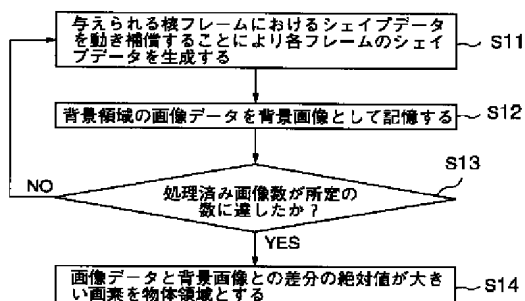 与えられる核フレームにおけるシェイプデータ
を動き補償することにより各フレームのシェイ
プデータを生成する
S11
背景領域の画像データを背景画像として記憶する
S12
S13
処理済み画像数が所定の
数に達したか？
NO
YES
画像データと背景画像との差分の絶対値が大き
い画素を物体領域とする
S14